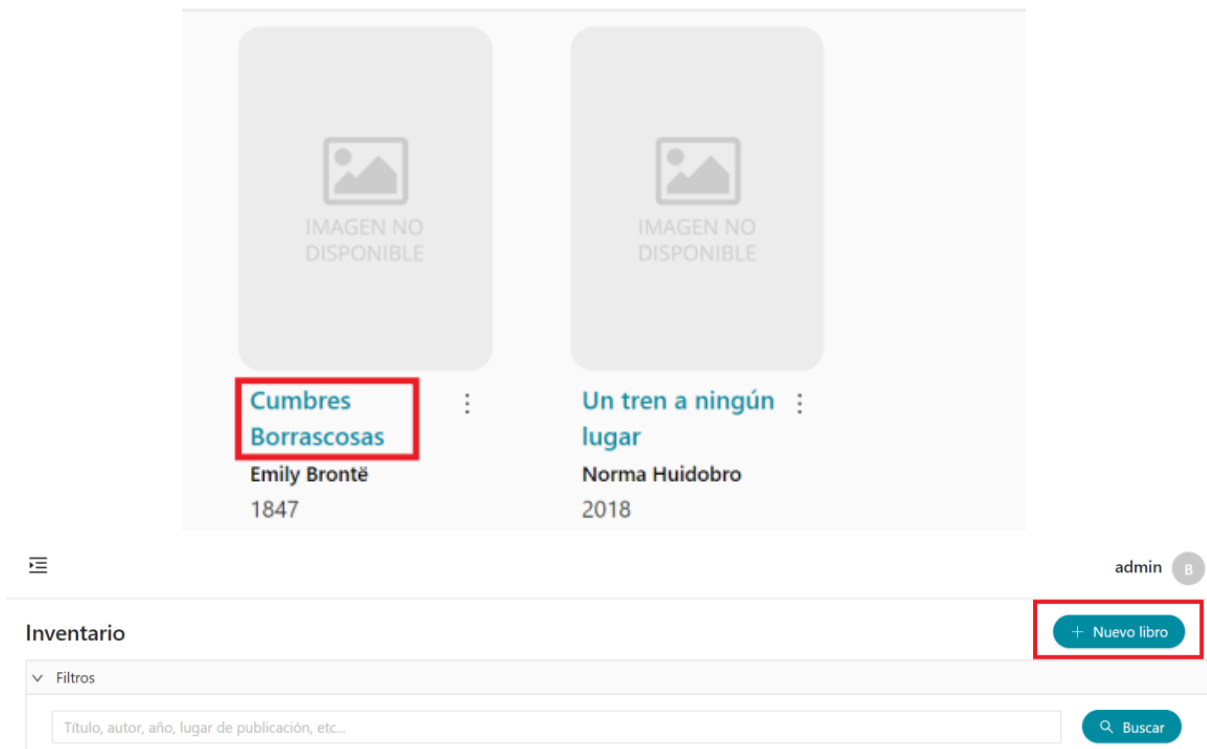 IMAGEN NO
DISPONIBLE
IMAGEN NO
DISPONIBLE
Cumbres
Borrascosas
Emily Brontë
1847
Un tren a ningún
lugar
Norma Huidobro
2018
admin B
Inventario
+ Nuevo libro
Filtros
Título, autor, año, lugar de publicación, etc...
Buscar